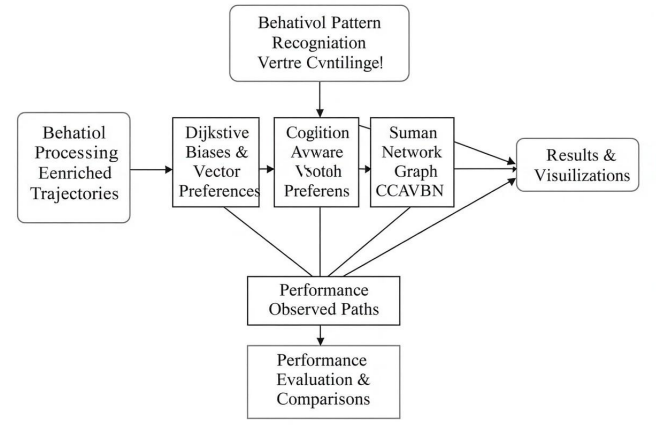 Behativol Pattern
Recogniation
Vertre Cvntilinge!
Behatiol
Processing
Eenriched
Trajectories
Dijkstive
Biases &
Vector
Preferences
Coglition
Avware
Vsotoh
Preferens
Suman
Network
Graph
CCAVBN
Results &
Visuilizations
Performance
Observed Paths
Performance
Evaluation &
Comparisons